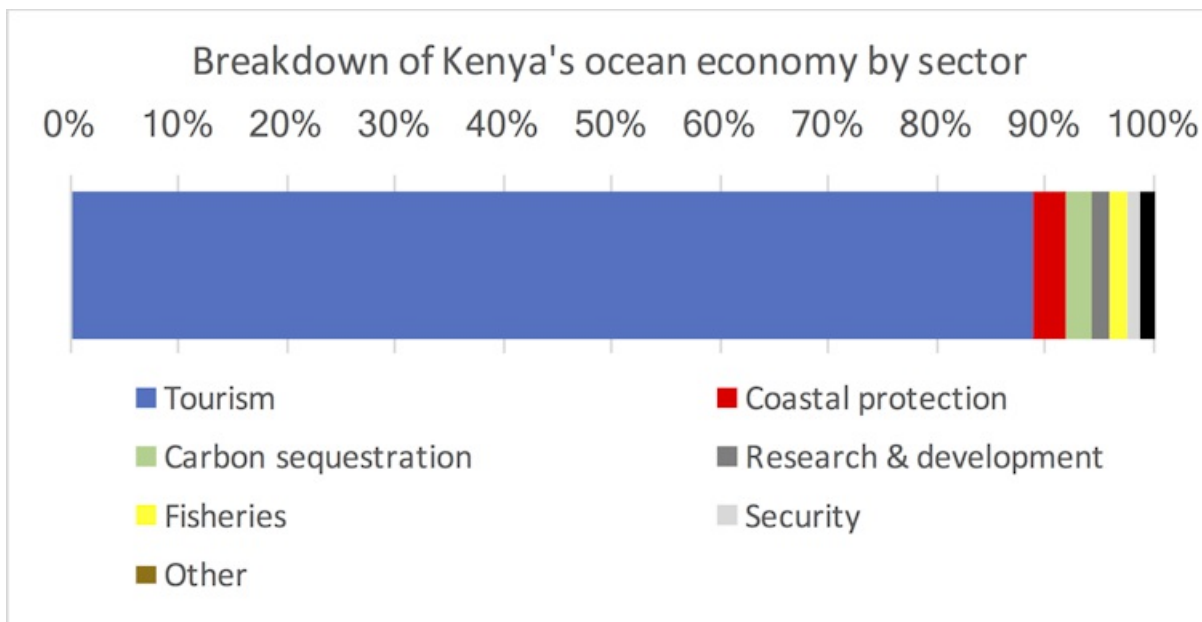 Breakdown of Kenya's ocean economy by sector
0% 10% 20% 30% 40% 50% 60% 70% 80% 90% 100%
Tourism Coastal protection
Carbon sequestration Research & development
Fisheries Security
Other